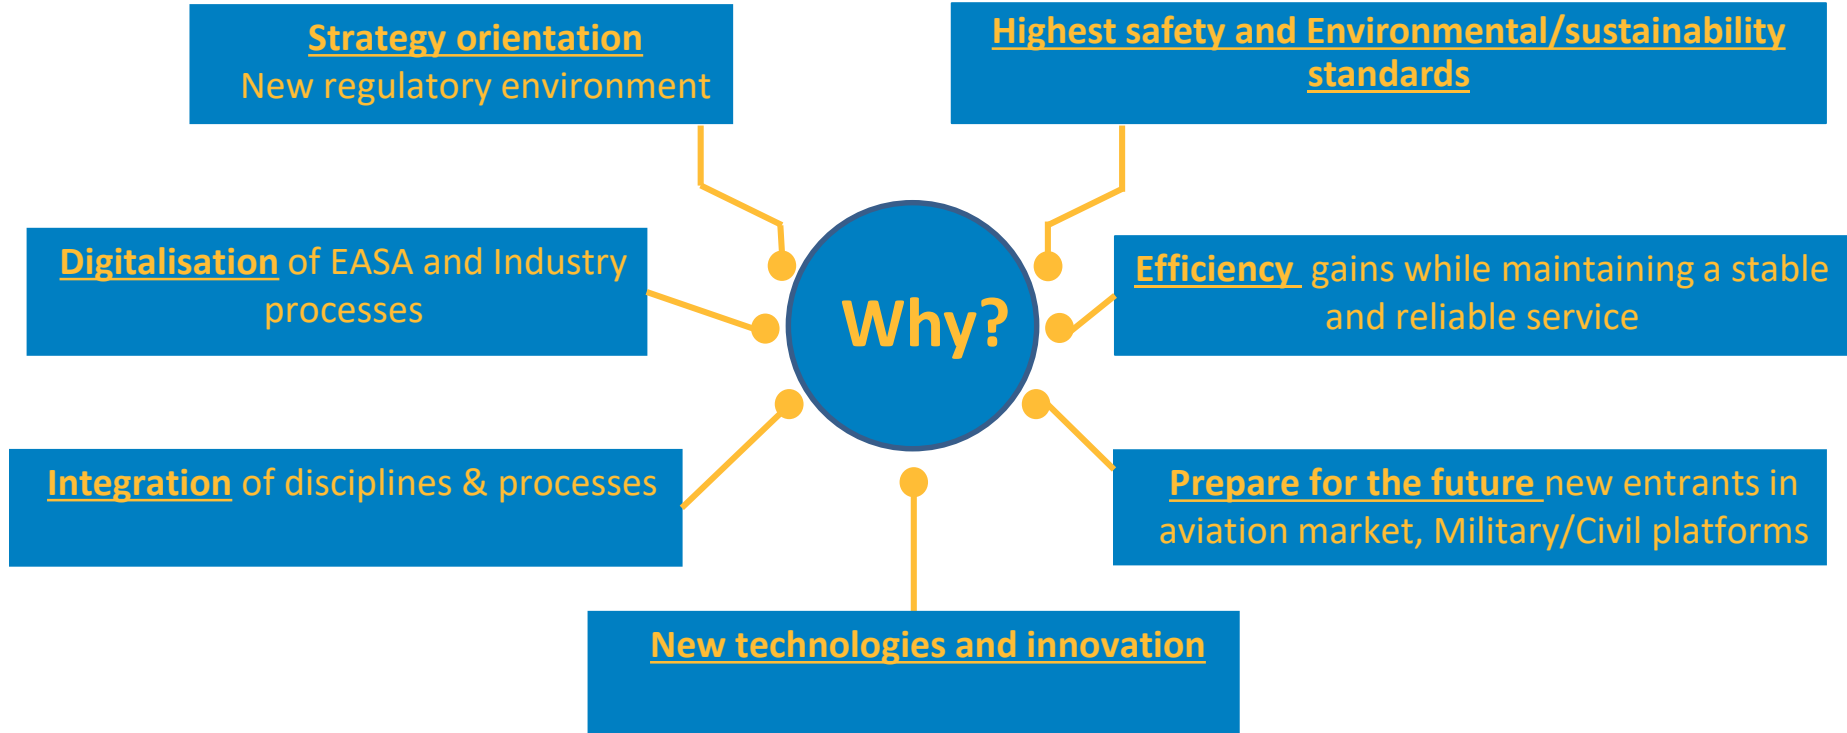 Strategy orientation
New regulatory environment
Highest safety and Environmental/sustainability
standards
Digitalisation of EASA and Industry
processes
Why?
Efficiency gains while maintaining a stable
and reliable service
Integration of disciplines & processes
Prepare for the future new entrants in
aviation market, Military/Civil platforms
New technologies and innovation